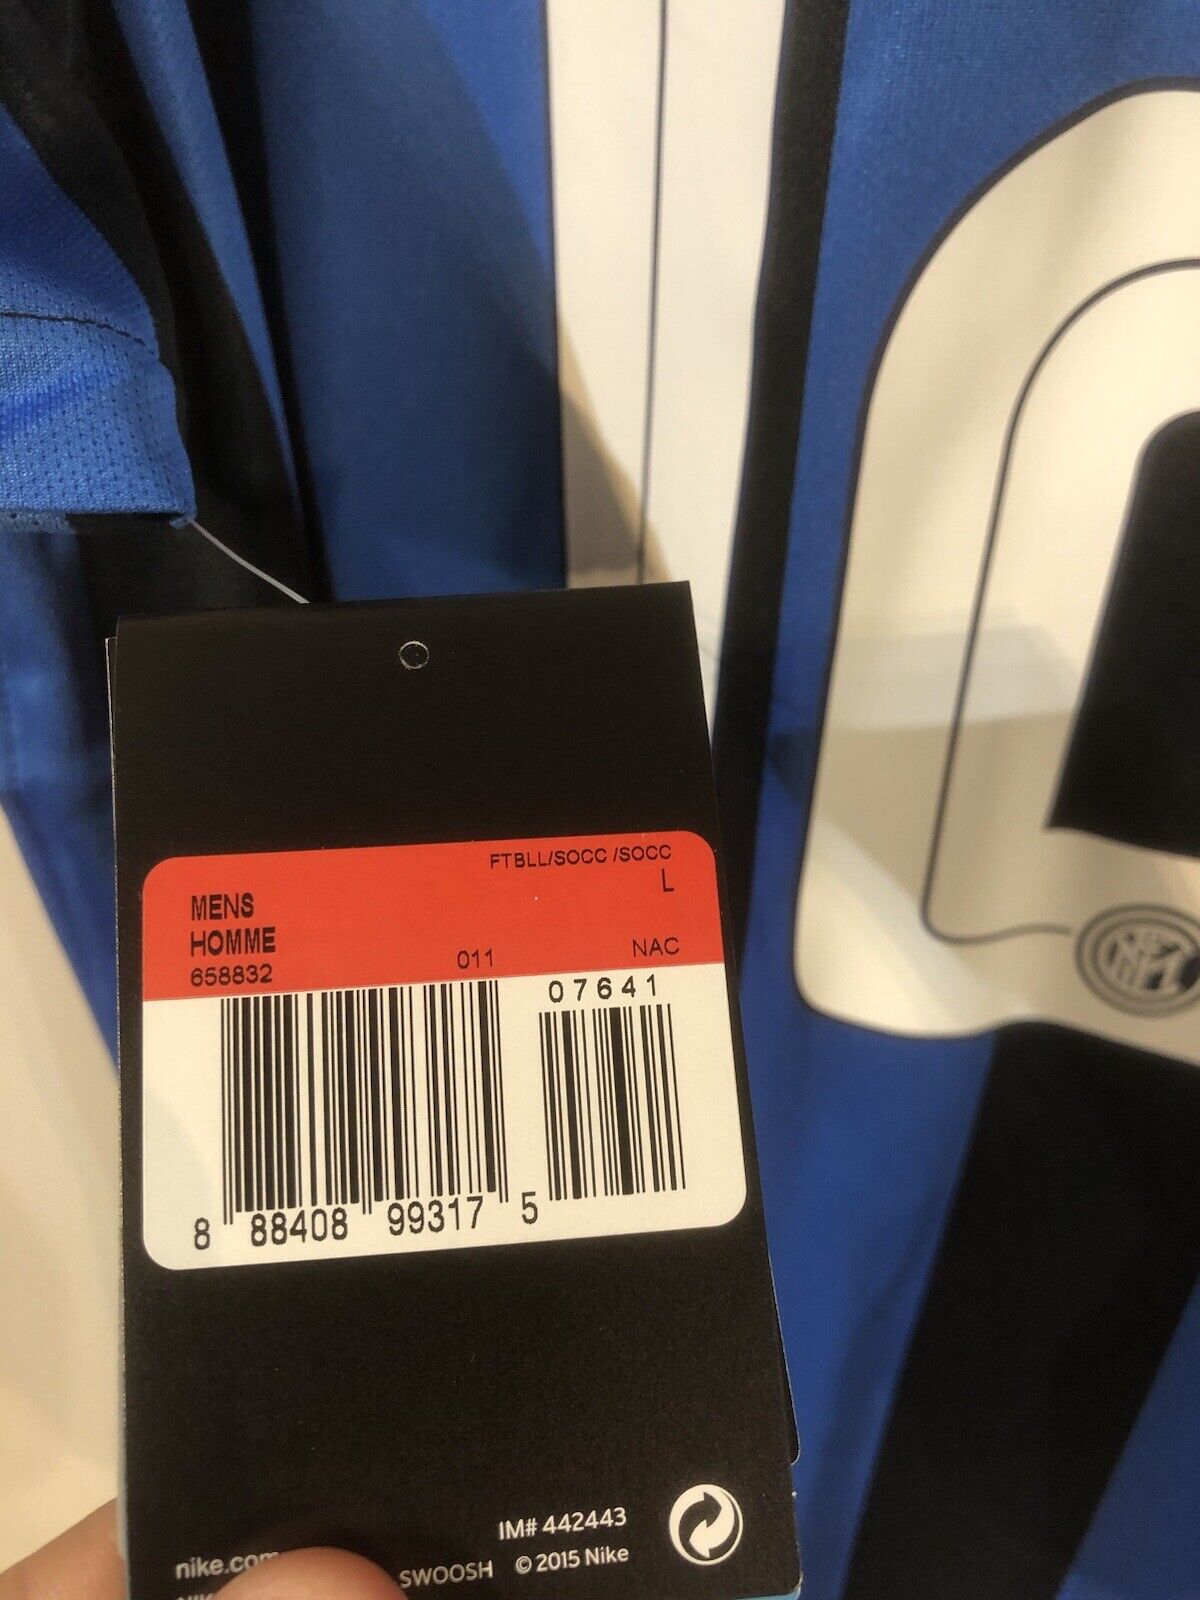 FTBLL/SOCC /SOCC
L
MENS
HOMME
658832 011 NAC
07641
8 88408 99317 5
IM# 442443
nike.com
SWOOSH © 2015 Nike